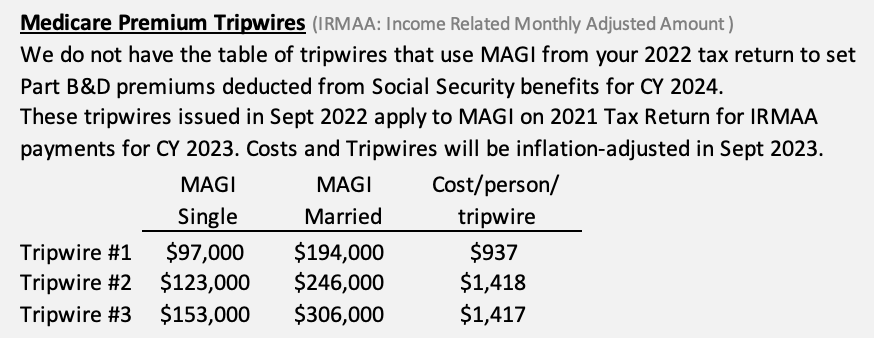 Medicare Premium Tripwires (IRMAA: Income Related Monthly Adjusted Amount)
We do not have the table of tripwires that use MAGI from your 2022 tax return to set
Part B&D premiums deducted from Social Security benefits for CY 2024.
These tripwires issued in Sept 2022 apply to MAGI on 2021 Tax Return for IRMAA
payments for CY 2023. Costs and Tripwires will be inflation-adjusted in Sept 2023.
MAGI MAGI Cost/person/
Single Married tripwire
Tripwire #1 $97,000 $194,000 $937
Tripwire #2 $123,000 $246,000 $1,418
Tripwire #3 $153,000 $306,000 $1,417